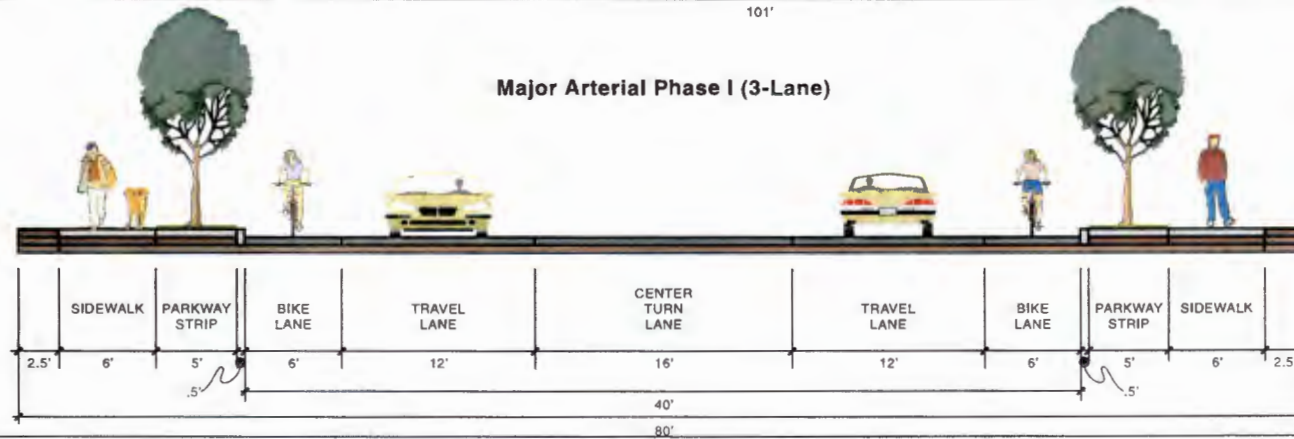 101'
Major Arterial Phase I (3-Lane)
SIDEWALK
PARKWAY
STRIP
BIKE
LANE
TRAVEL
LANE
CENTER
TURN
LANE
TRAVEL
LANE
BIKE
LANE
PARKWAY
STRIP
SIDEWALK
2.5' 6' 5' 6' 12' 16' 12' 6' 5' 6' 2.5'
.5' .5'
40'
80'